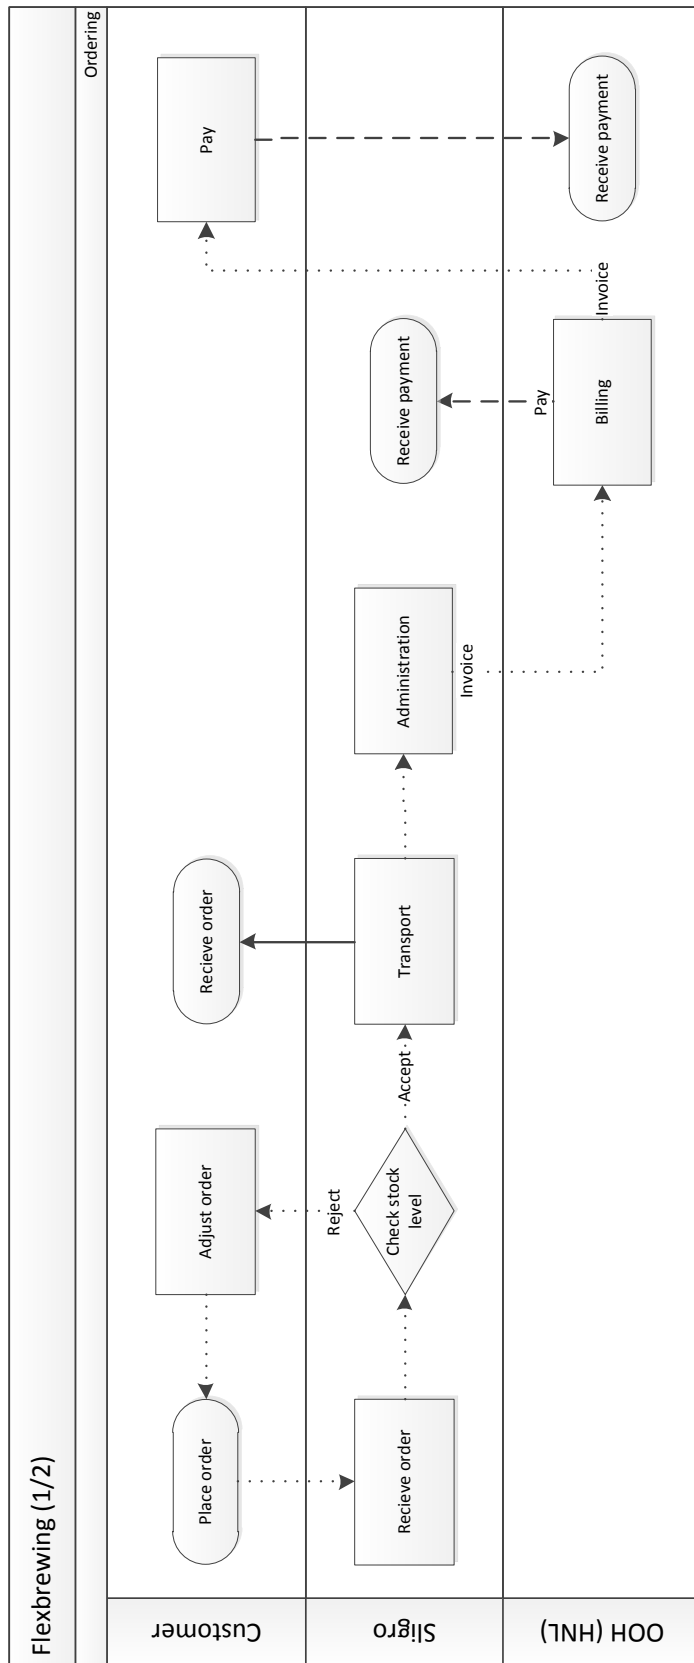 Flexbrewing (1/2)
Ordering
Customer
Place order
Adjust order
Recieve order
Pay
Sligro
Recieve order
Check stock
level
Reject
Accept
Transport
Administration
Invoice
Receive payment
OOH (HNL)
Pay
Billing
Invoice
Receive payment